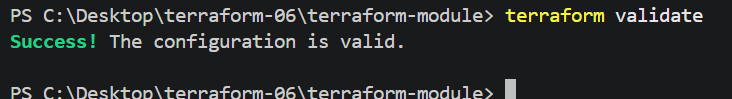 PS C:\Desktop\terraform-06\terraform-module> terraform validate
Success! The configuration is valid.
PS C:\Desktop\terraform-06\terraform-module>